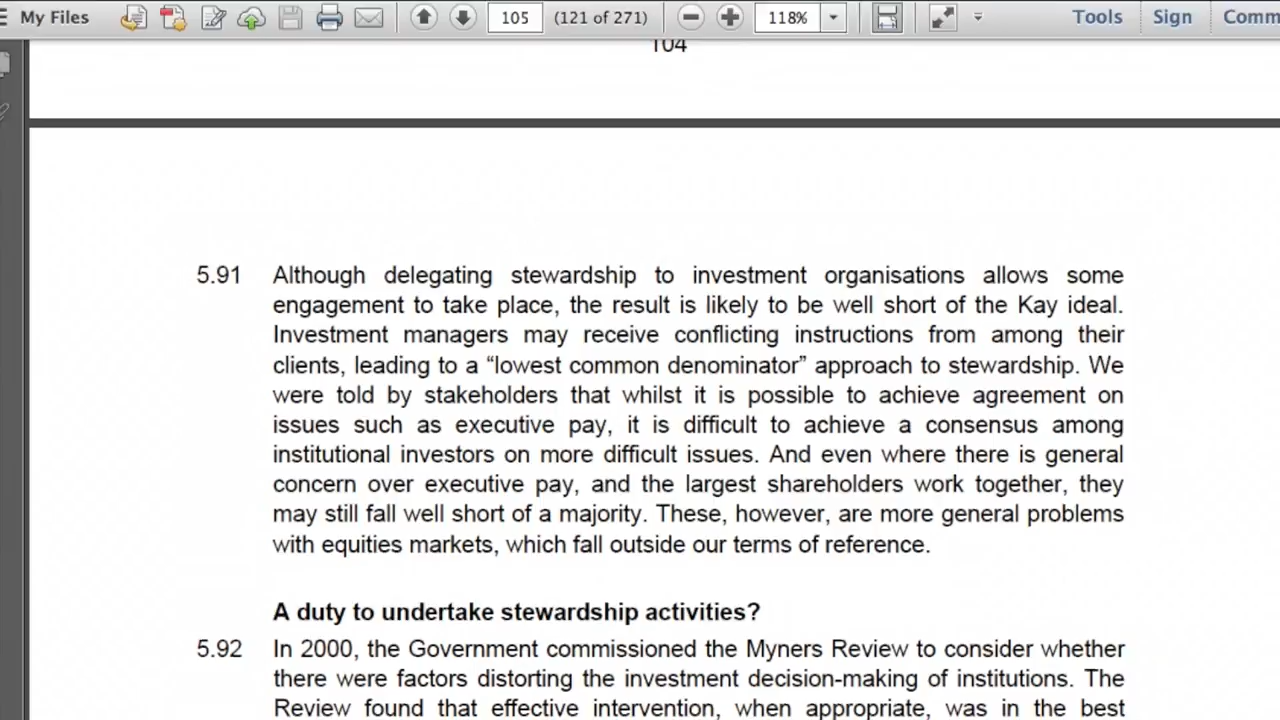 My Files 105 (121 of 271) 118% Tools Sign Comm
104
5.91 Although delegating stewardship to investment organisations allows some
engagement to take place, the result is likely to be well short of the Kay ideal.
Investment managers may receive conflicting instructions from among their
clients, leading to a “lowest common denominator” approach to stewardship. We
were told by stakeholders that whilst it is possible to achieve agreement on
issues such as executive pay, it is difficult to achieve a consensus among
institutional investors on more difficult issues. And even where there is general
concern over executive pay, and the largest shareholders work together, they
may still fall well short of a majority. These, however, are more general problems
with equities markets, which fall outside our terms of reference.
A duty to undertake stewardship activities?
5.92 In 2000, the Government commissioned the Myners Review to consider whether
there were factors distorting the investment decision-making of institutions. The
Review found that effective intervention, when appropriate, was in the best